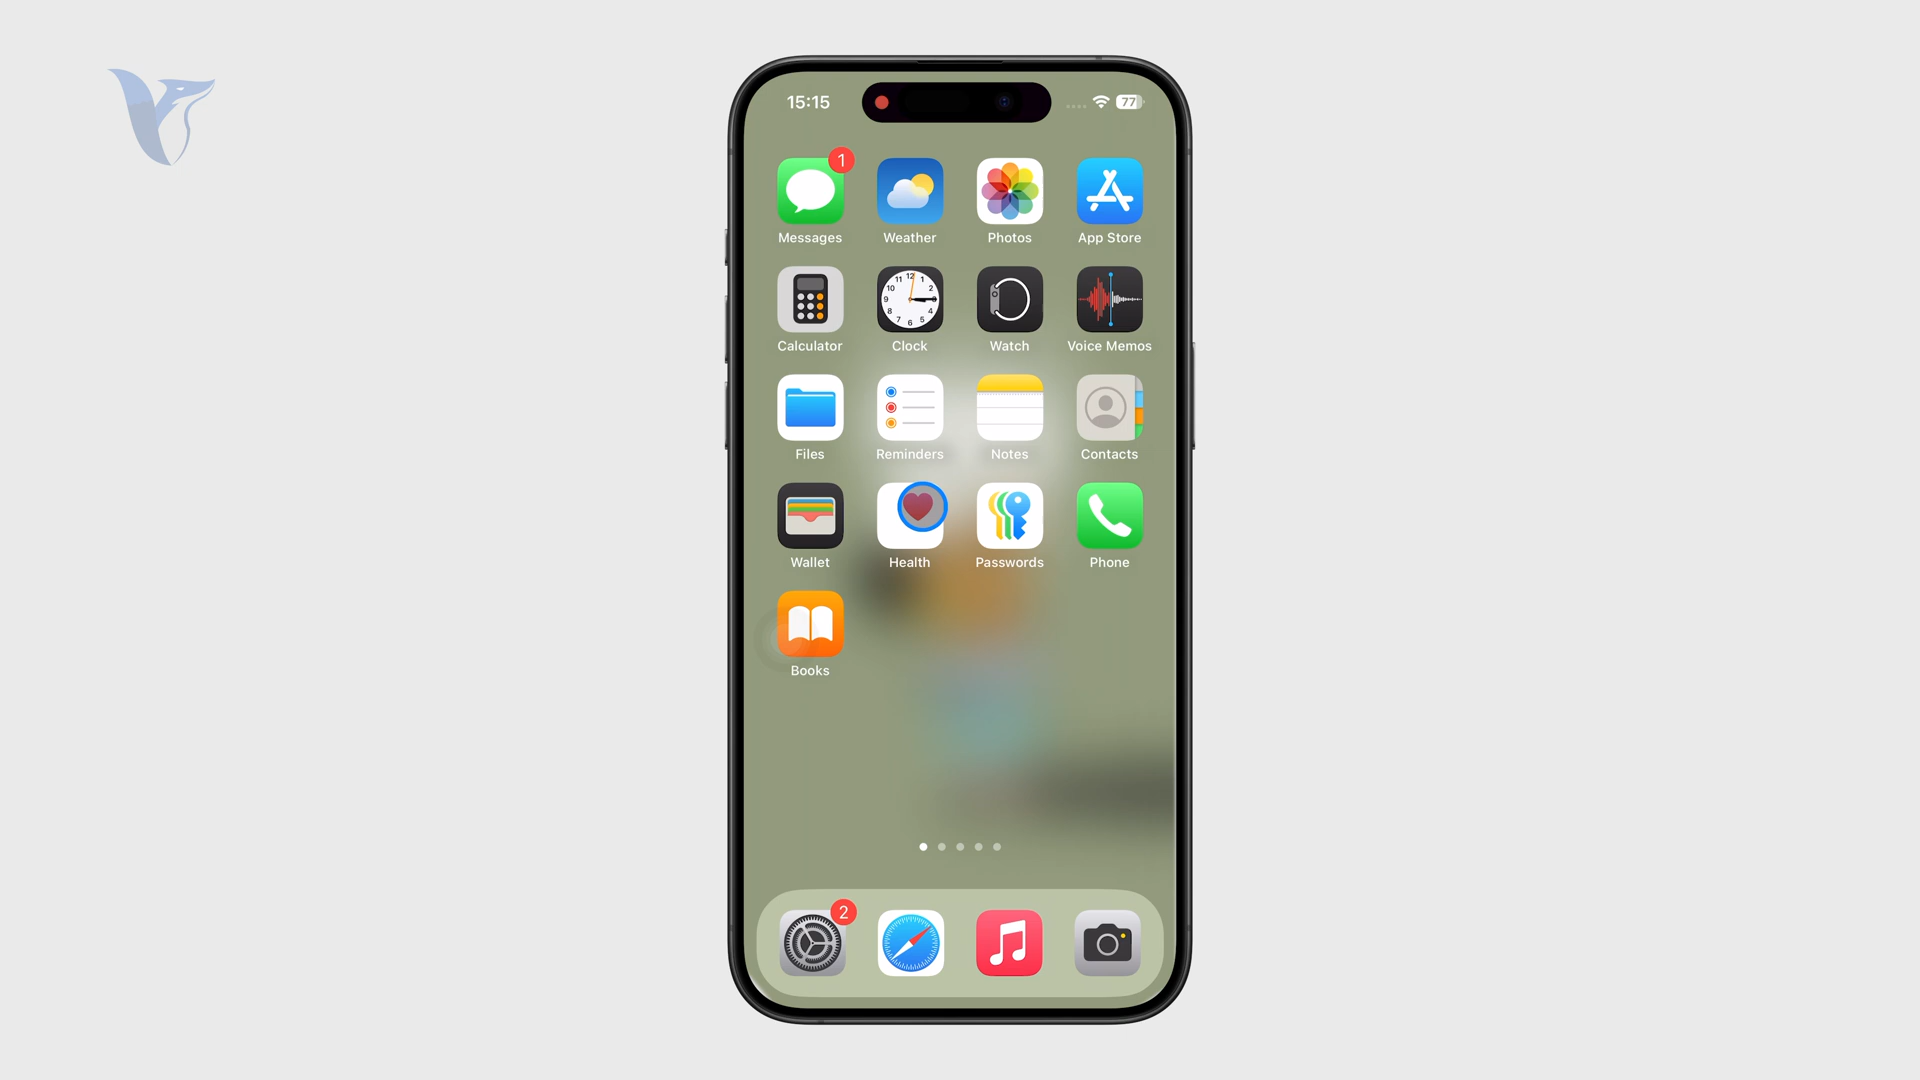 15:15
77
1
Messages
Weather
Photos
App Store
Calculator
Clock
Watch
Voice Memos
Files
Reminders
Notes
Contacts
Wallet
Health
Passwords
Phone
Books
2